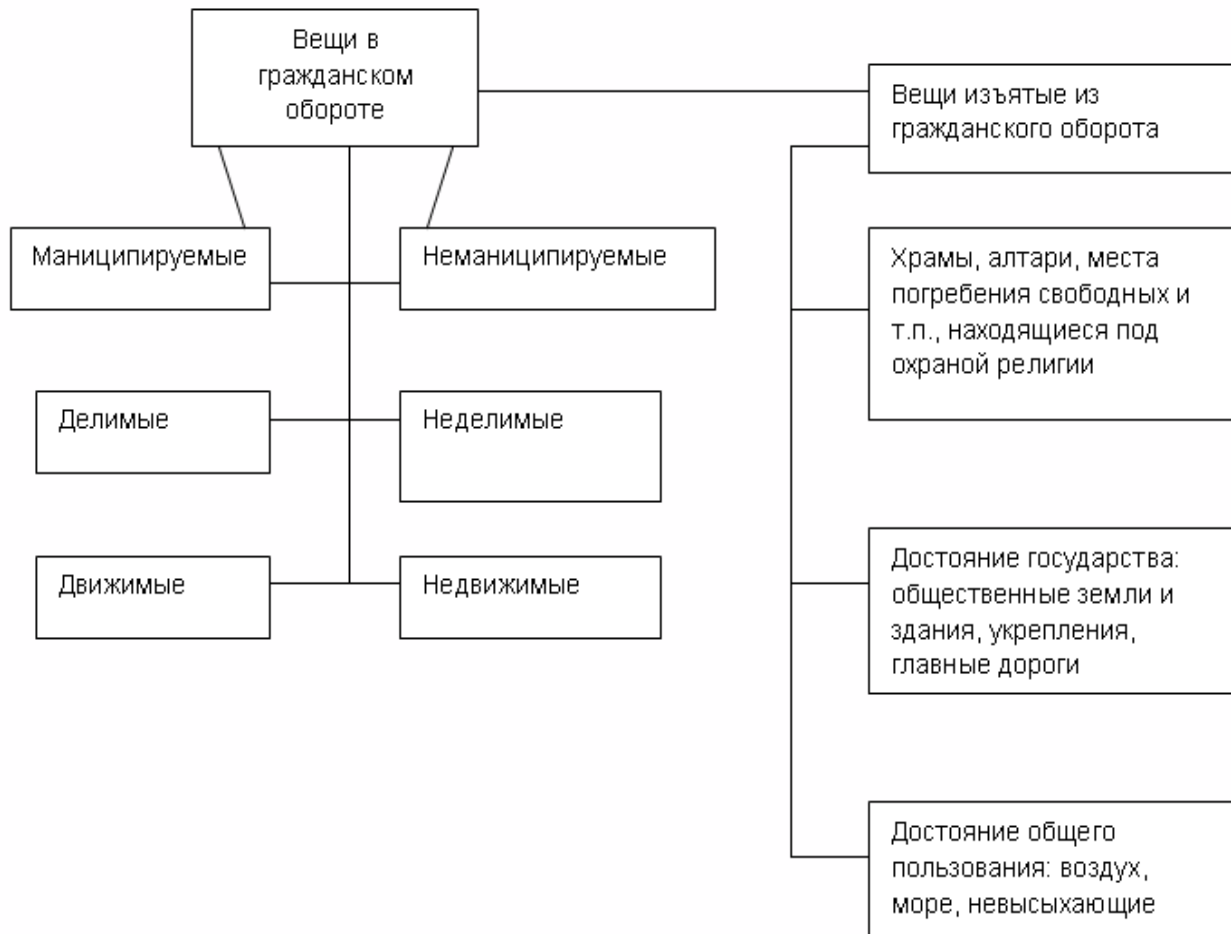 Вещи в
гражданском
обороте
Вещи изъятые из
гражданского оборота
Маниципируемые
Неманиципируемые
Храмы, алтари, места
погребения свободных и
т.п., находящиеся под
охраной религии
Делимые
Неделимые
Движимые
Недвижимые
Достояние государства:
общественные земли и
здания, укрепления,
главные дороги
Достояние общего
пользования: воздух,
море, невысыхающие